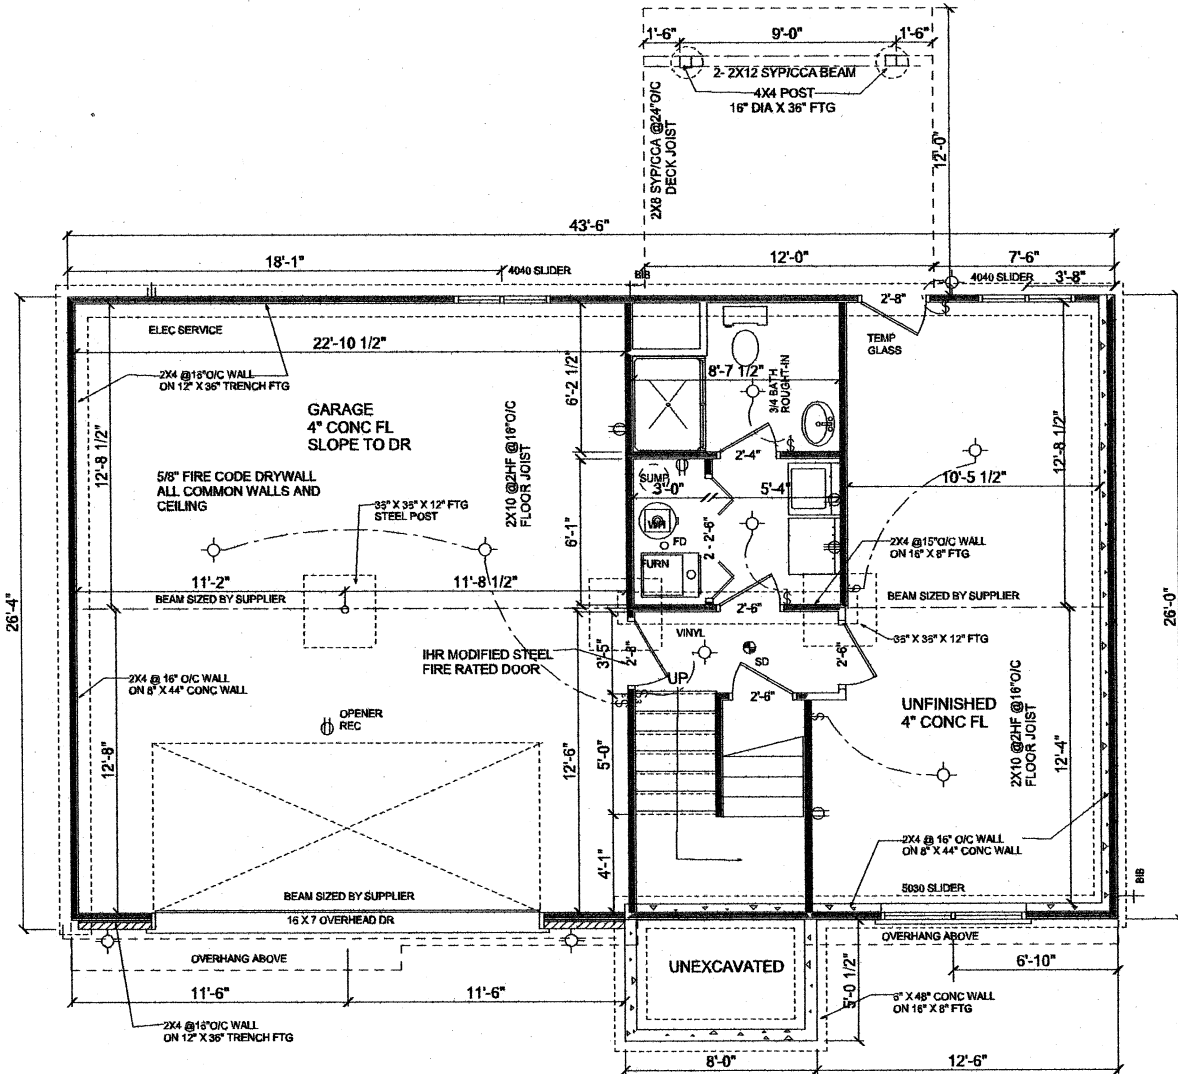 1'-6" 9'-0" 1'-6"
2- 2X12 SYP/CCA BEAM
4X4 POST
16" DIA X 36" FTG
2X8 SYP/CCA @24"O/C
DECK JOIST
12'-0"
43'-6"
18'-1"
4040 SLIDER
BIB
12'-0"
7'-6"
4040 SLIDER
3'-8"
ELEC SERVICE
22'-10 1/2"
2X4 @16"O/C WALL
ON 12" X 36" TRENCH FTG
GARAGE
4" CONC FL
SLOPE TO DR
12'-8 1/2"
5/8" FIRE CODE DRYWALL
ALL COMMON WALLS AND
CEILING
2X10 @2HF @16"O/C
FLOOR JOIST
6'-2 1/2"
8'-7 1/2"
3/4 BATH
ROUGHT-IN
2'-8"
TEMP
GLASS
12'-8 1/2"
2'-4"
SUMP
3'-0"
5'-4"
10'-5 1/2"
36" X 36" X 12" FTG
STEEL POST
6'-1"
WH
FD
FURN
2 - 2'-6"
2X4 @15"O/C WALL
ON 16" X 8" FTG
11'-2"
11'-8 1/2"
BEAM SIZED BY SUPPLIER
2'-6"
BEAM SIZED BY SUPPLIER
26'-4"
26'-0"
IHR MODIFIED STEEL
FIRE RATED DOOR
3'-5"
2'-8"
VINYL
SD
2'-6"
36" X 36" X 12" FTG
2X4 @ 16" O/C WALL
ON 8" X 44" CONC WALL
UP
2'-6"
OPENER
REC
UNFINISHED
4" CONC FL
2X10 @2HF @16"O/C
FLOOR JOIST
12'-8"
12'-6"
5'-0"
12'-4"
4'-1"
2X4 @ 16" O/C WALL
ON 8" X 44" CONC WALL
BEAM SIZED BY SUPPLIER
16 X 7 OVERHEAD DR
5030 SLIDER
BIB
OVERHANG ABOVE
OVERHANG ABOVE
UNEXCAVATED
5'-0 1/2"
6'-10"
11'-6"
11'-6"
8" X 48" CONC WALL
ON 16" X 8" FTG
2X4 @16"O/C WALL
ON 12" X 36" TRENCH FTG
8'-0"
12'-6"